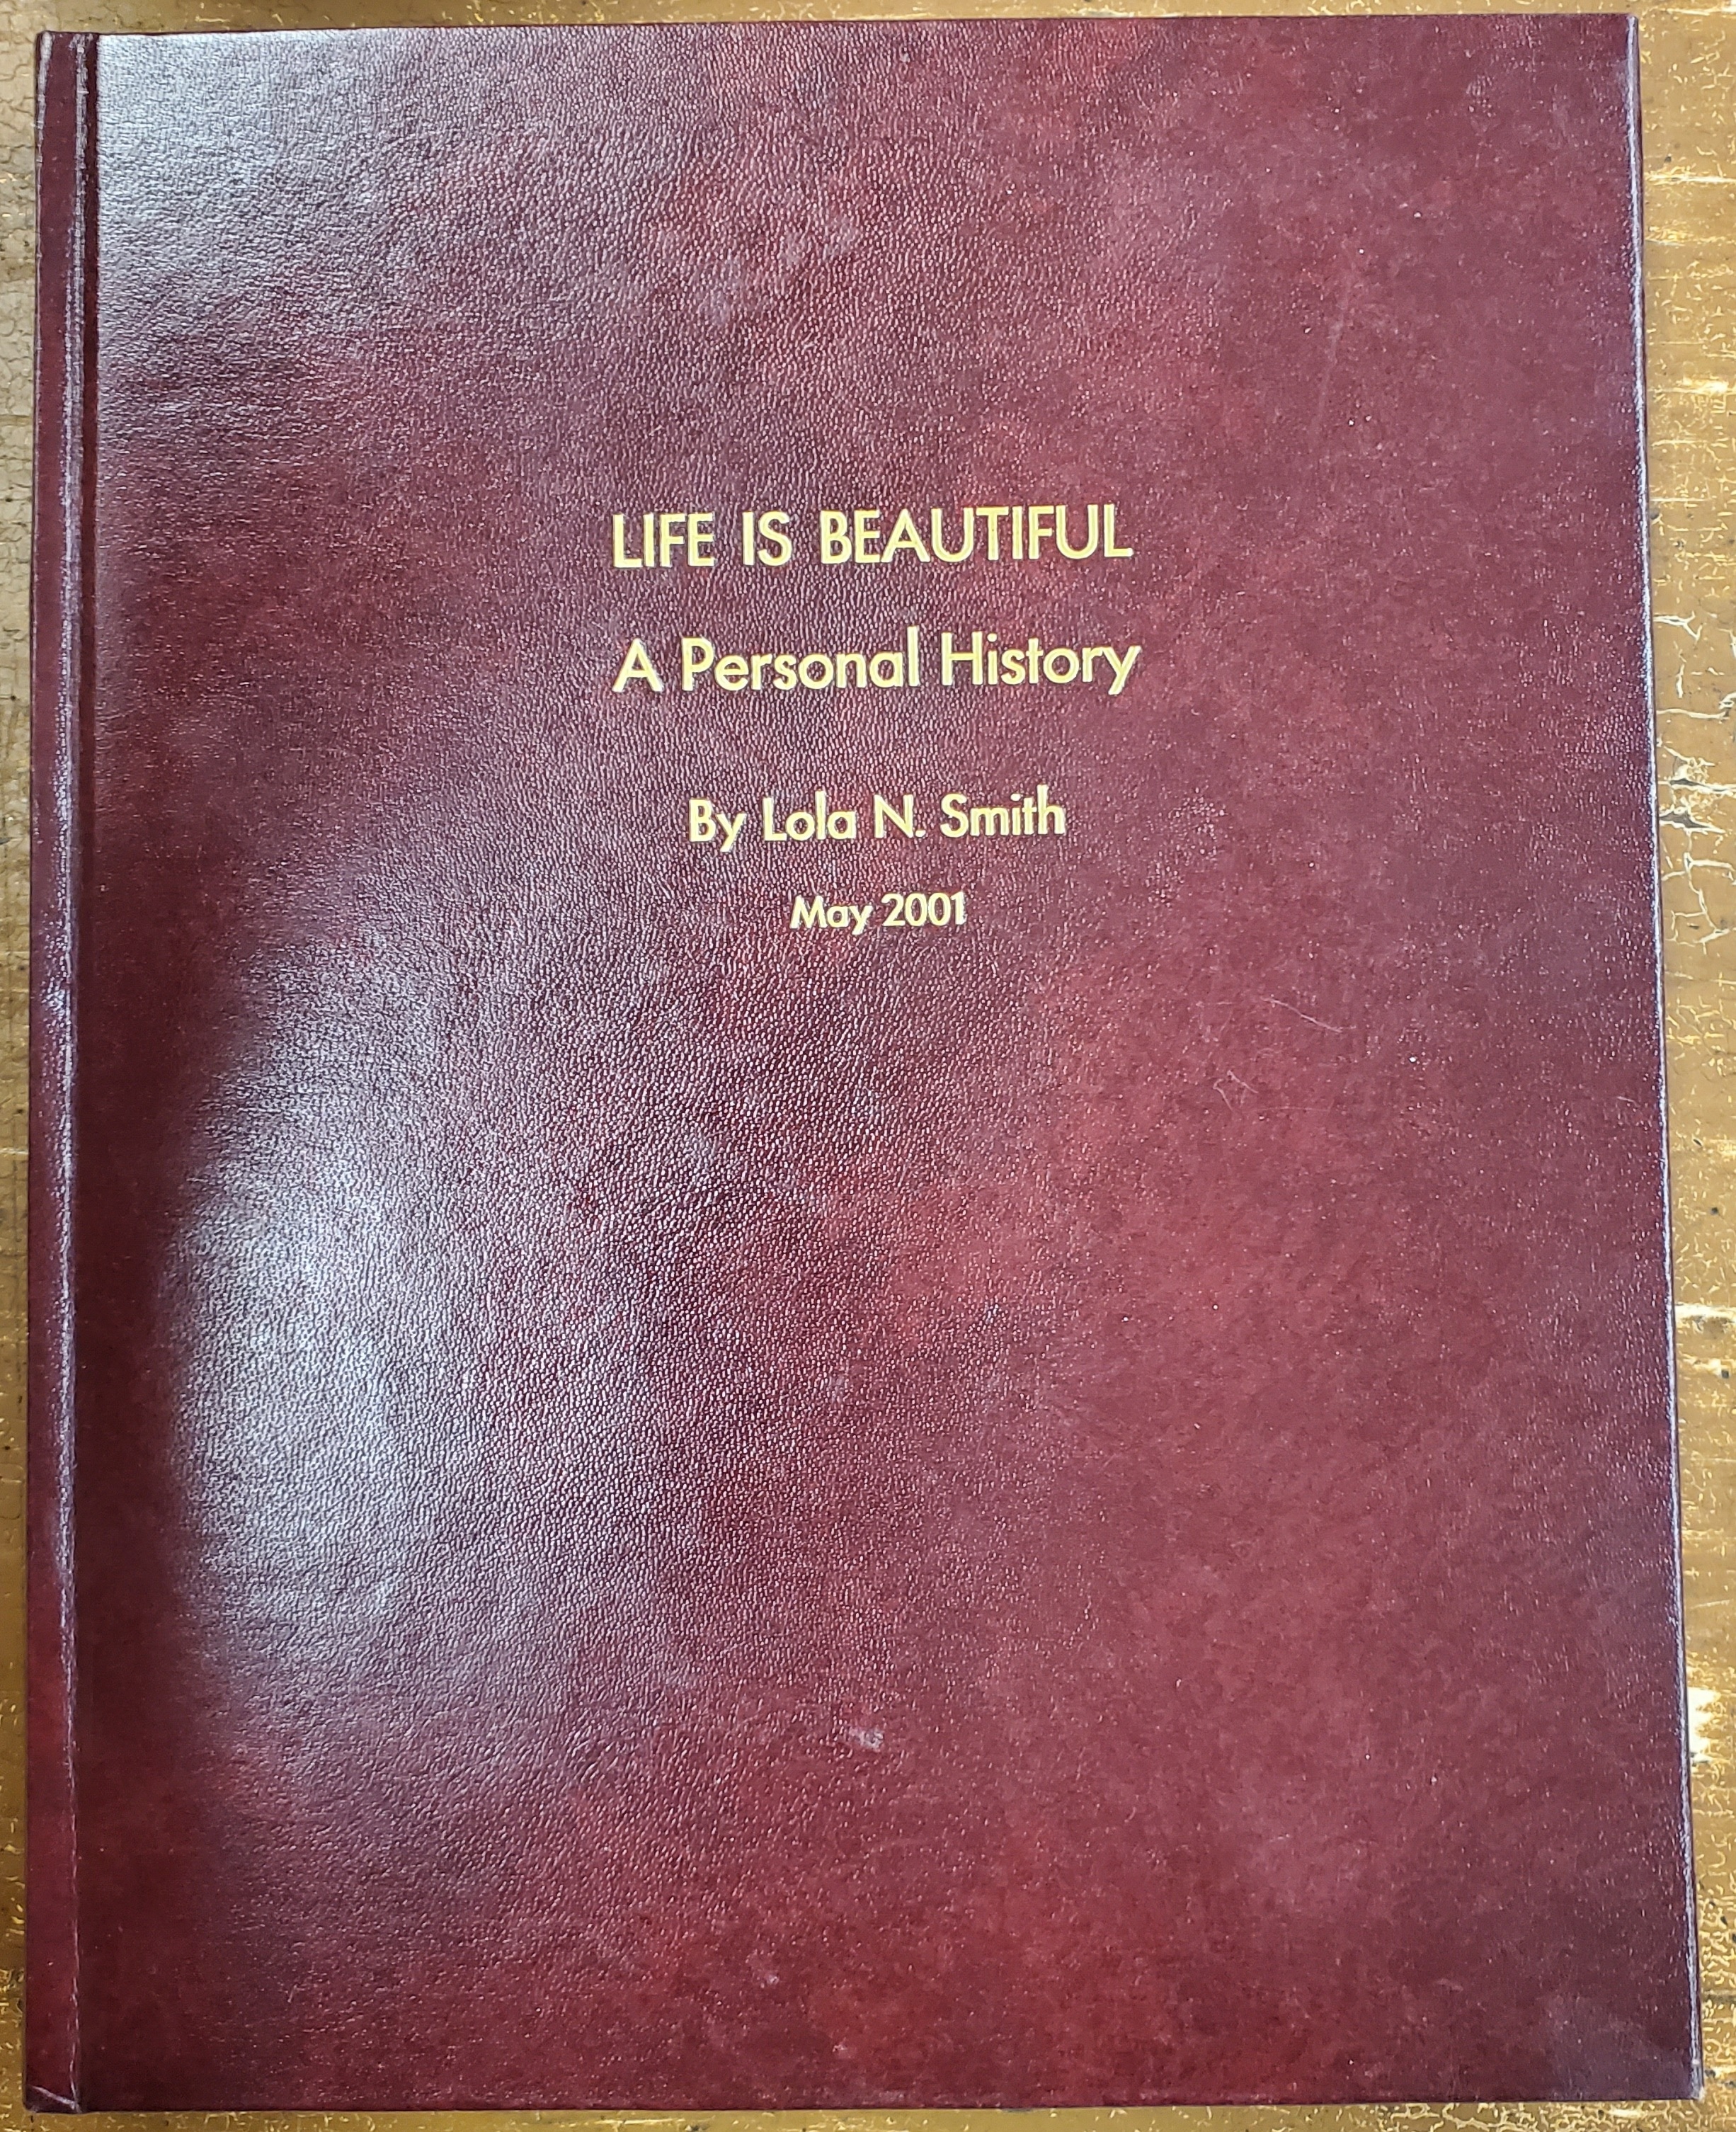 LIFE IS BEAUTIFUL
A Personal History
By Lola N. Smith
May 2001